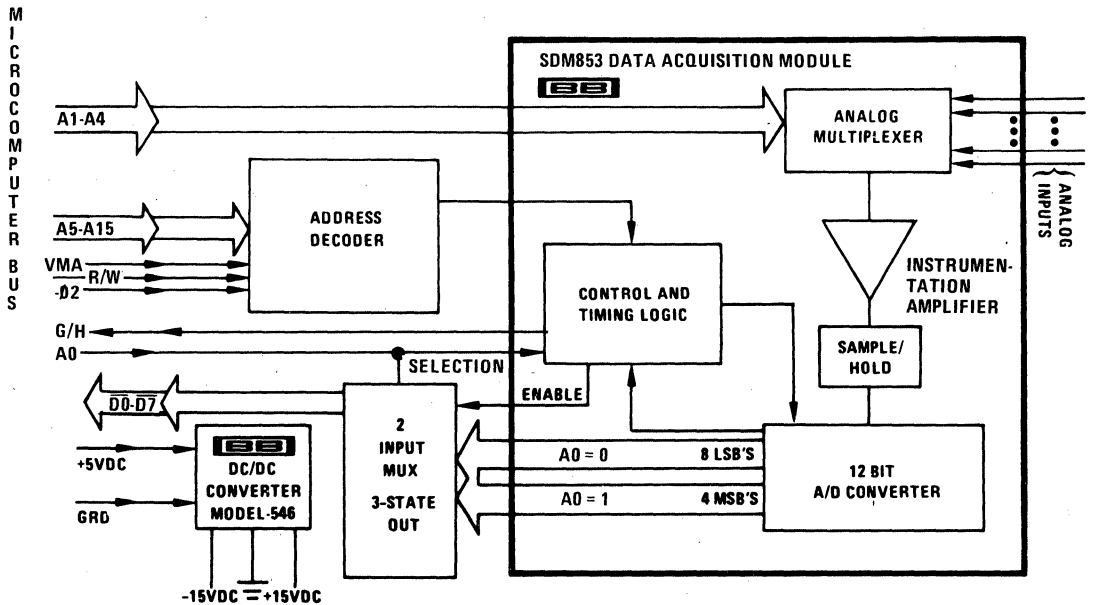 MICROCOMPUTER BUS
SDM853 DATA ACQUISITION MODULE
BB
A1-A4
ANALOG
MULTIPLEXER
ANALOG
INPUTS
ADDRESS
DECODER
A5-A15
VMA
R/W
-Ø2
CONTROL AND
TIMING LOGIC
INSTRUMEN-
TATION
AMPLIFIER
G/H
A0
SELECTION
SAMPLE/
HOLD
ENABLE
D0-D7
2
INPUT
MUX
3-STATE
OUT
A0 = 0
8 LSB'S
A0 = 1
4 MSB'S
12 BIT
A/D CONVERTER
+5VDC
GRD
BB
DC/DC
CONVERTER
MODEL-546
-15VDC
+15VDC